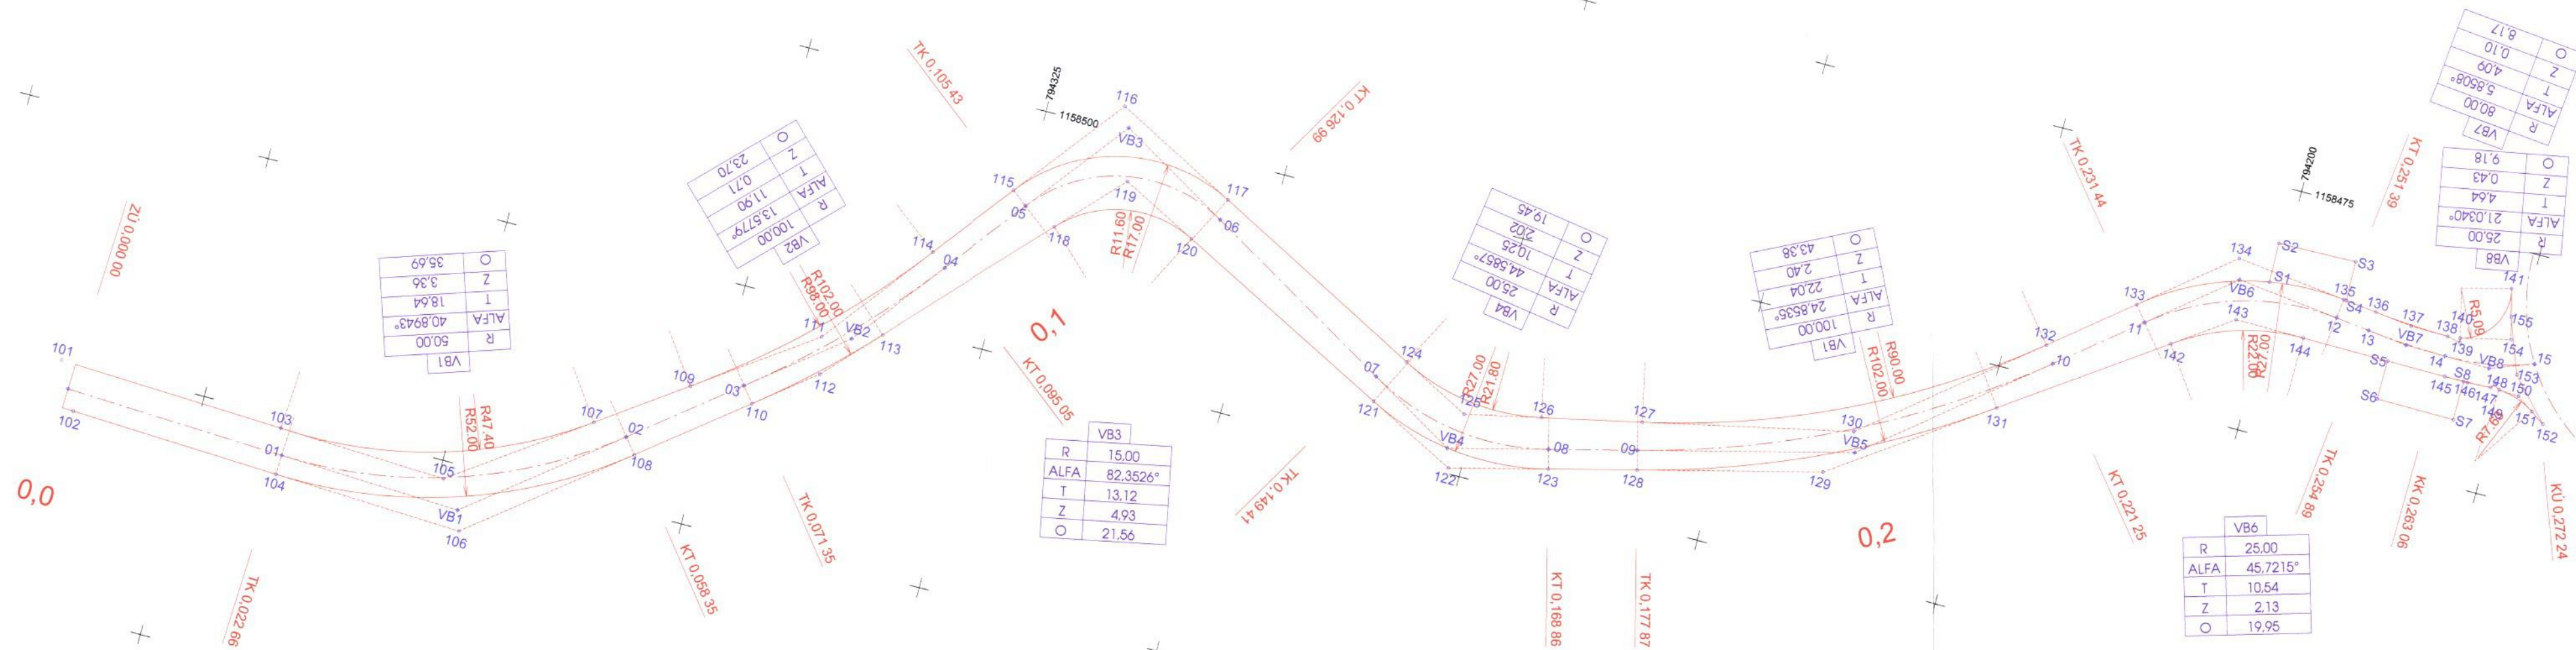 ZÚ 0,000 00
101
102
0,0
103
01
104
TK 0,022 66
VB1
R 50,00
ALFA 40,8943°
T 18,64
Z 3,36
O 35,69
R47.40
R52.00
105
VB1
106
107
02
108
KT 0,058 35
109
03
110
TK 0,071 35
VB2
R 100,00
ALFA 13,5779°
T 11,90
Z 0,71
O 23,70
R102.00
R98.00
111
VB2
112
113
114
04
KT 0,095 05
0,1
TK 0,105 43
794325
1158500
115
05
118
116
VB3
119
R11.60
R17.00
117
06
120
VB3
R 15,00
ALFA 82,3526°
T 13,12
Z 4,93
O 21,56
KT 0,126 99
TK 0,149 41
124
07
121
125
VB4
122
R27.00
R21.80
VB4
R 25,00
ALFA 44,5857°
T 10,25
Z 2,02
O 19,45
126
08
123
KT 0,168 86
127
09
128
TK 0,177 87
VB1
R 100,00
ALFA 24,8535°
T 22,04
Z 2,40
O 43,38
R90.00
R102.00
130
VB5
129
0,2
131
132
10
KT 0,221 25
TK 0,231 44
133
11
142
134
VB6
143
R22.00
S1
S2
S3
S4
135
12
144
794200
1158475
VB6
R 25,00
ALFA 45,7215°
T 10,54
Z 2,13
O 19,95
KT 0,251 39
TK 0,254 89
KK 0,263 06
KÚ 0,272 24
136
13
S5
S6
S7
S8
137
VB7
14
145
146
147
138
139
140
R5.09
VB8
148
150
151
152
153
154
155
141
15
VB7
R 80,00
ALFA 5,8508°
T 4,09
Z 0,10
O 8,17
VB8
R 25,00
ALFA 21,0340°
T 4,64
Z 0,43
O 9,18